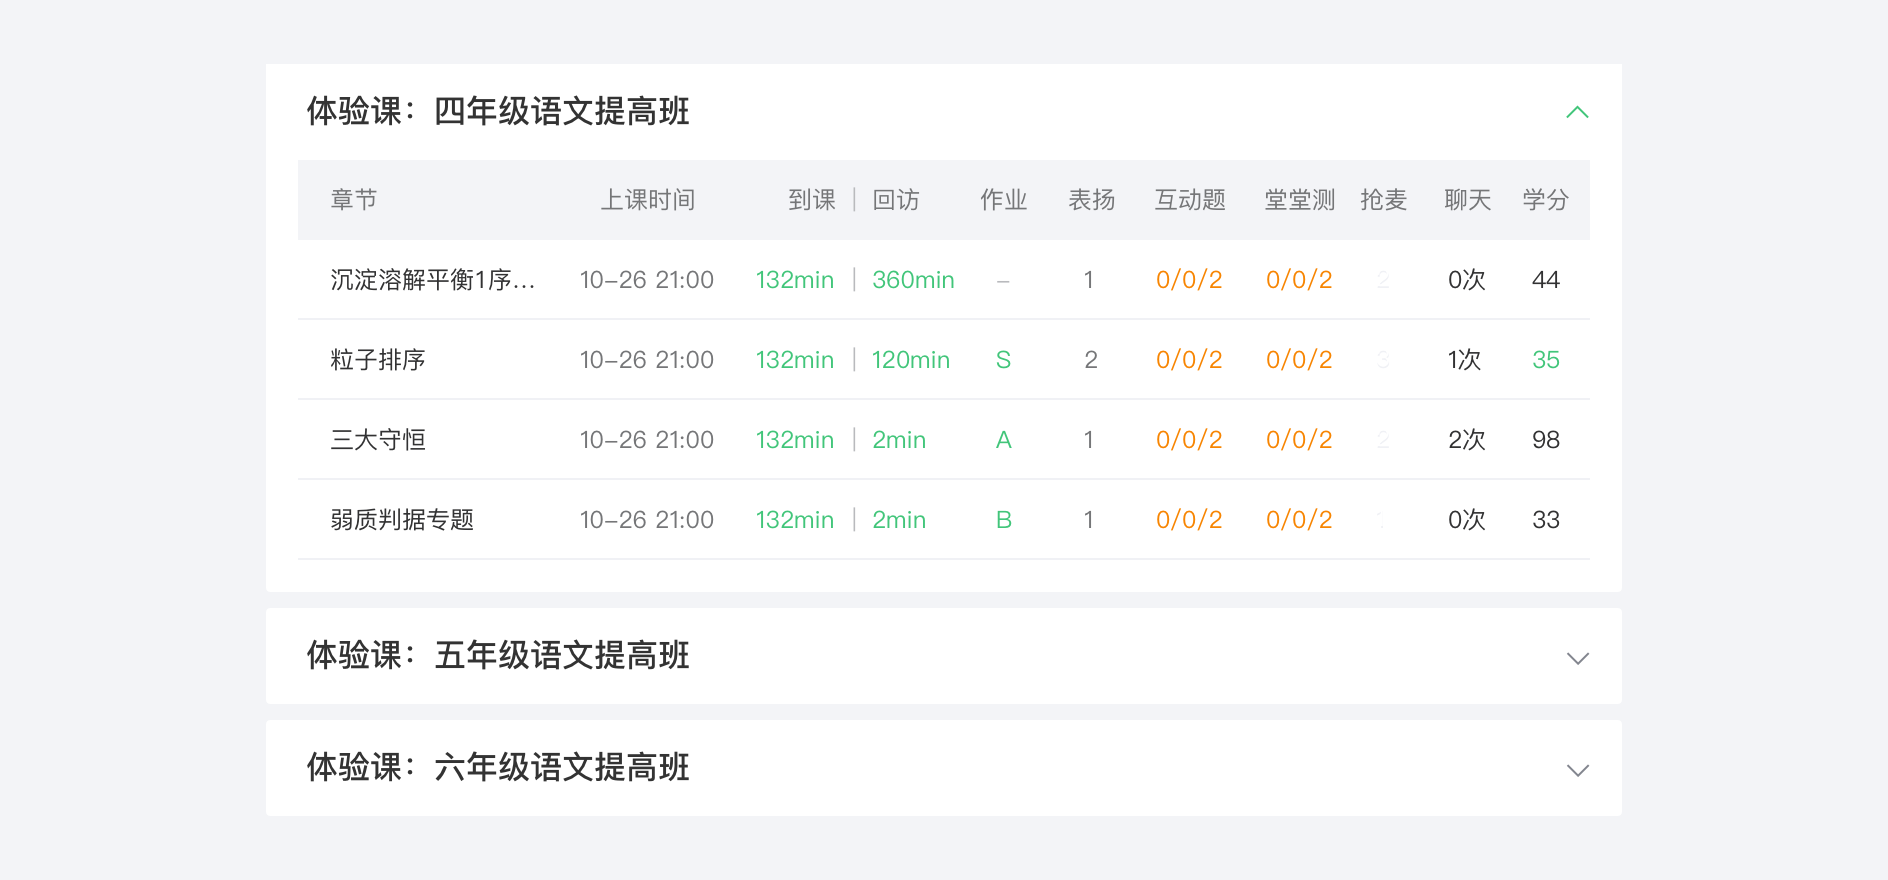 体验课：四年级语文提高班
章节 上课时间 到课 | 回访 作业 表扬 互动题 堂堂测 抢麦 聊天 学分
沉淀溶解平衡1序... 10-26 21:00 132min | 360min – 1 0/0/2 0/0/2 2 0次 44
粒子排序 10-26 21:00 132min | 120min S 2 0/0/2 0/0/2 3 1次 35
三大守恒 10-26 21:00 132min | 2min A 1 0/0/2 0/0/2 2 2次 98
弱质判据专题 10-26 21:00 132min | 2min B 1 0/0/2 0/0/2 0次 33
体验课：五年级语文提高班
体验课：六年级语文提高班